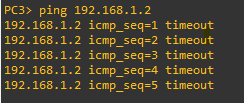 PC3> ping 192.168.1.2
192.168.1.2 icmp_seq=1 timeout
192.168.1.2 icmp_seq=2 timeout
192.168.1.2 icmp_seq=3 timeout
192.168.1.2 icmp_seq=4 timeout
192.168.1.2 icmp_seq=5 timeout